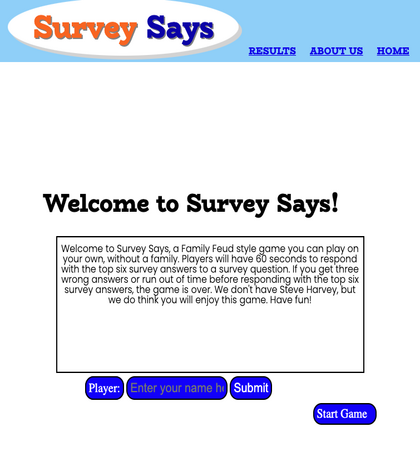 Survey Says
RESULTS ABOUT US HOME
Welcome to Survey Says!
Welcome to Survey Says, a Family Feud style game you can play on
your own, without a family. Players will have 60 seconds to respond
with the top six survey answers to a survey question. If you get three
wrong answers or run out of time before responding with the top six
survey answers, the game is over. We don't have Steve Harvey, but
we do think you will enjoy this game. Have fun!
Player: Enter your name Submit
Start Game